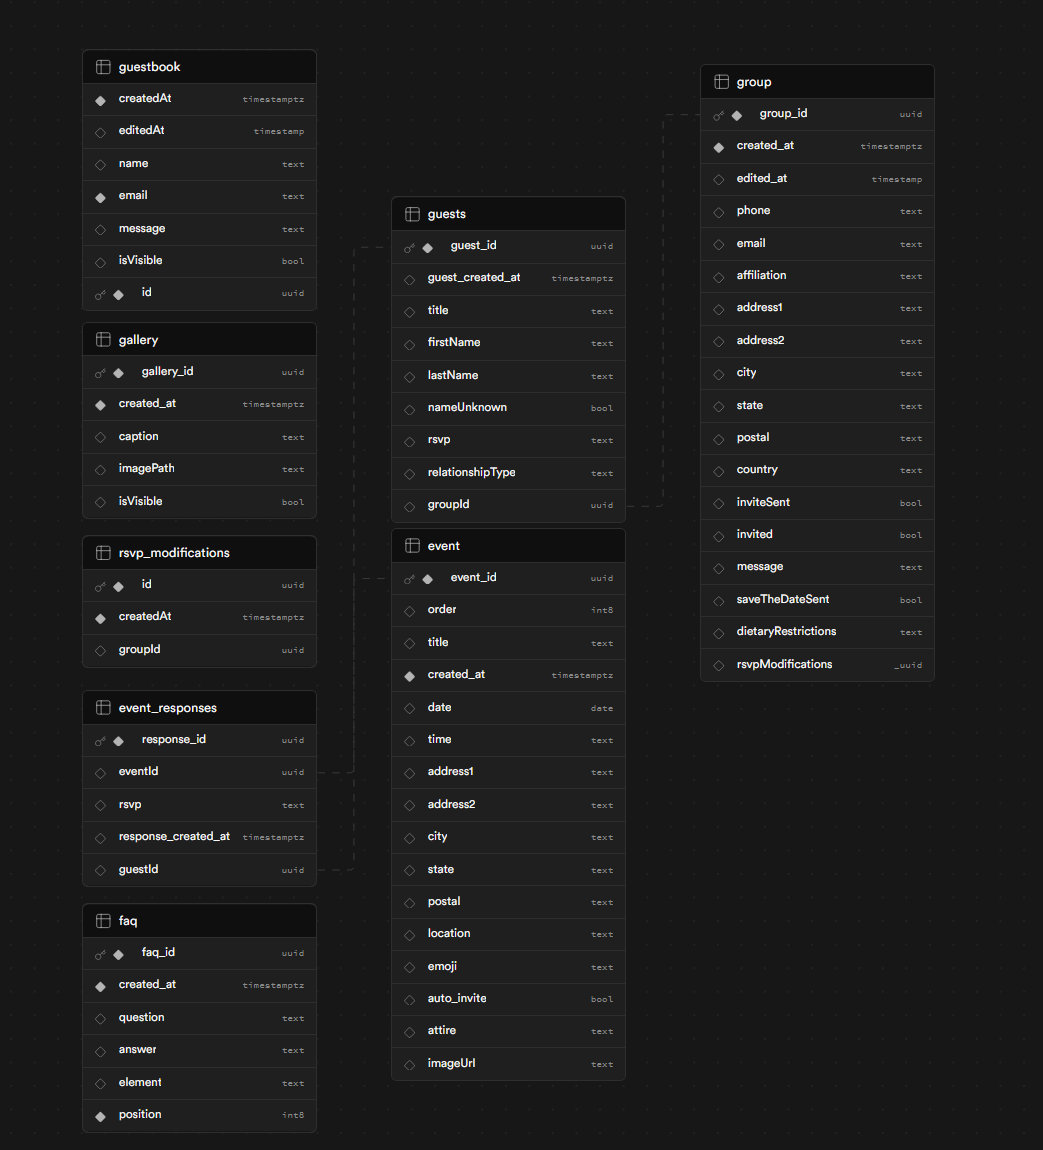 guestbook
createdAt timestamptz
editedAt timestamp
name text
email text
message text
isVisible bool
id uuid
gallery
gallery_id uuid
created_at timestamptz
caption text
imagePath text
isVisible bool
rsvp_modifications
id uuid
createdAt timestamptz
groupId uuid
event_responses
response_id uuid
eventId uuid
rsvp text
response_created_at timestamptz
guestId uuid
faq
faq_id uuid
created_at timestamptz
question text
answer text
element text
position int8
guests
guest_id uuid
guest_created_at timestamptz
title text
firstName text
lastName text
nameUnknown bool
rsvp text
relationshipType text
groupId uuid
event
event_id uuid
order int8
title text
created_at timestamptz
date date
time text
address1 text
address2 text
city text
state text
postal text
location text
emoji text
auto_invite bool
attire text
imageUrl text
group
group_id uuid
created_at timestamptz
edited_at timestamp
phone text
email text
affiliation text
address1 text
address2 text
city text
state text
postal text
country text
inviteSent bool
invited bool
message text
saveTheDateSent bool
dietaryRestrictions text
rsvpModifications _uuid